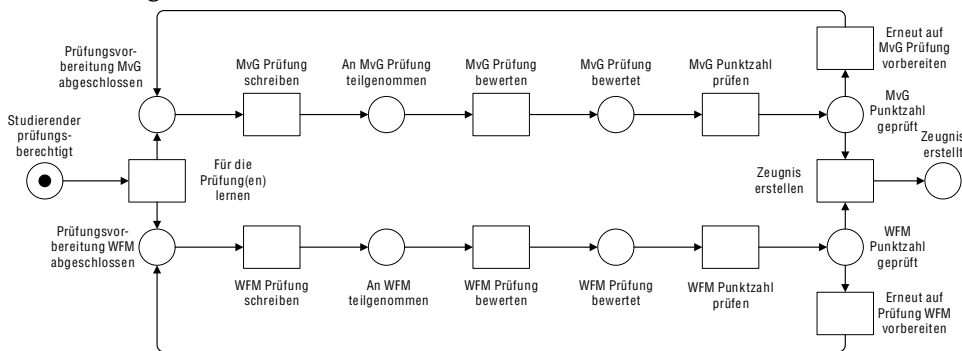 Prüfungsvor-
bereitung MvG
abgeschlossen
MvG Prüfung
schreiben
An MvG Prüfung
teilgenommen
MvG Prüfung
bewerten
MvG Prüfung
bewertet
MvG Punktzahl
prüfen
Erneut auf
MvG Prüfung
vorbereiten
MvG
Punktzahl
geprüft
Studierender
prüfungs-
berechtigt
Für die
Prüfung(en)
lernen
Zeugnis
erstellen
Zeugnis
erstellt
Prüfungsvor-
bereitung WFM
abgeschlossen
WFM Prüfung
schreiben
An WFM
teilgenommen
WFM Prüfung
bewerten
WFM Prüfung
bewertet
WFM Punktzahl
prüfen
WFM
Punktzahl
geprüft
Erneut auf
Prüfung WFM
vorbereiten